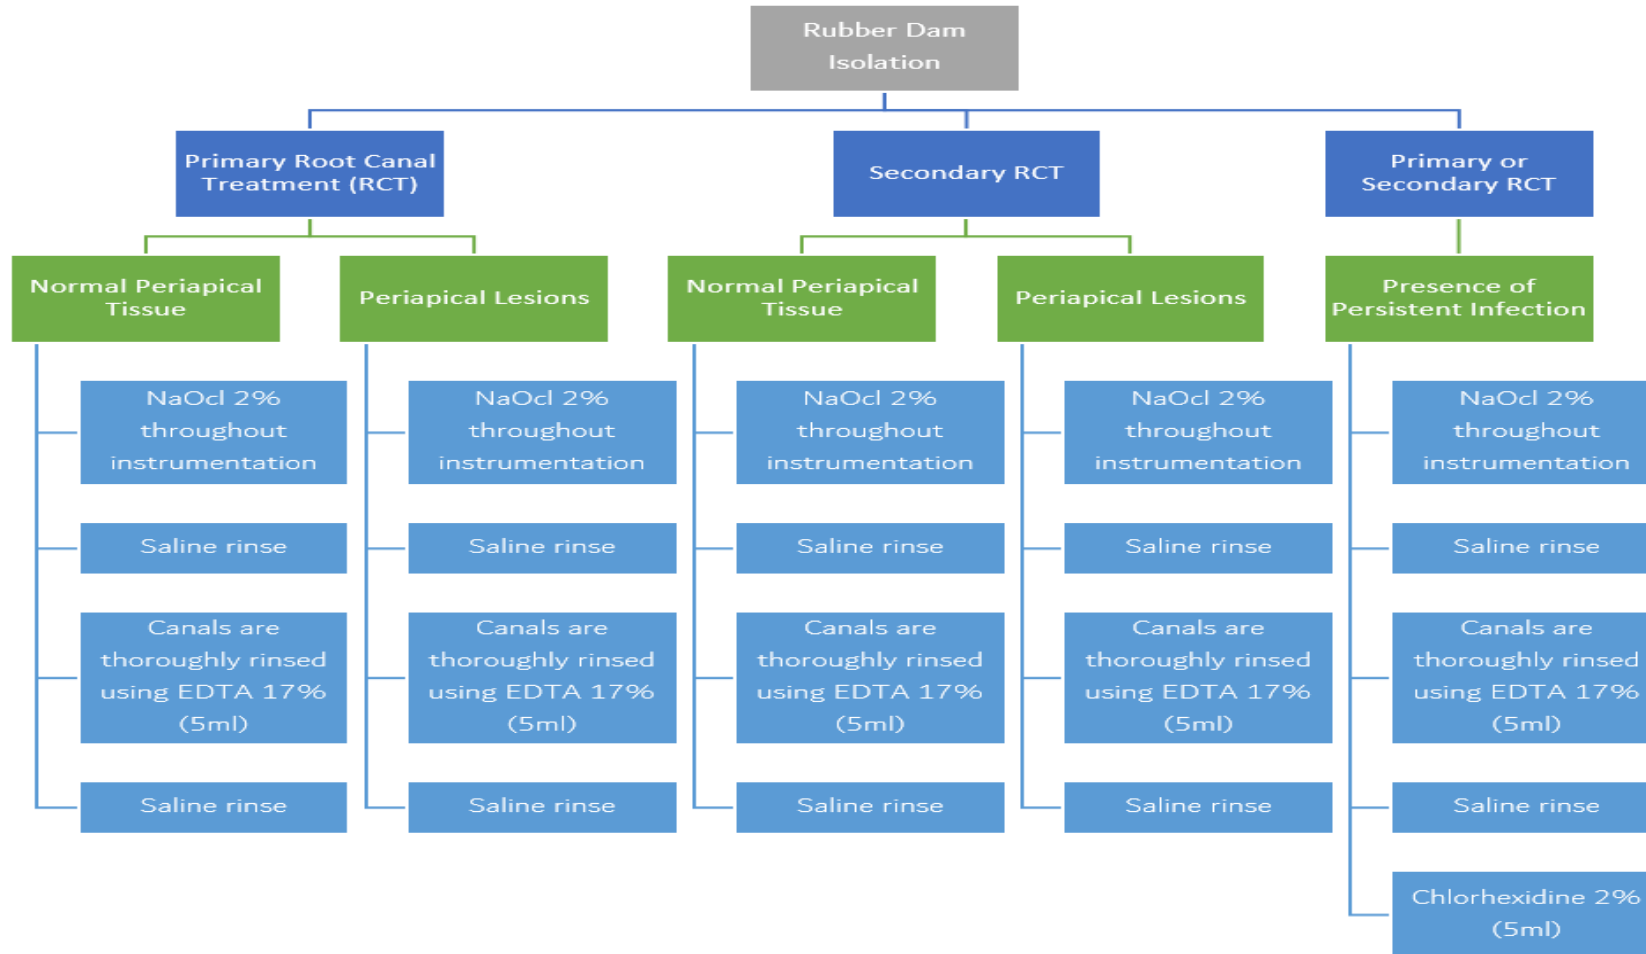 Rubber Dam
Isolation
Primary Root Canal
Treatment (RCT)
Secondary RCT
Primary or
Secondary RCT
Normal Periapical
Tissue
Periapical Lesions
Normal Periapical
Tissue
Periapical Lesions
Presence of
Persistent Infection
NaOcl 2%
throughout
instrumentation
NaOcl 2%
throughout
instrumentation
NaOcl 2%
throughout
instrumentation
NaOcl 2%
throughout
instrumentation
NaOcl 2%
throughout
instrumentation
Saline rinse
Saline rinse
Saline rinse
Saline rinse
Saline rinse
Canals are
thoroughly rinsed
using EDTA 17%
(5ml)
Canals are
thoroughly rinsed
using EDTA 17%
(5ml)
Canals are
thoroughly rinsed
using EDTA 17%
(5ml)
Canals are
thoroughly rinsed
using EDTA 17%
(5ml)
Canals are
thoroughly rinsed
using EDTA 17%
(5ml)
Saline rinse
Saline rinse
Saline rinse
Saline rinse
Saline rinse
Chlorhexidine 2%
(5ml)